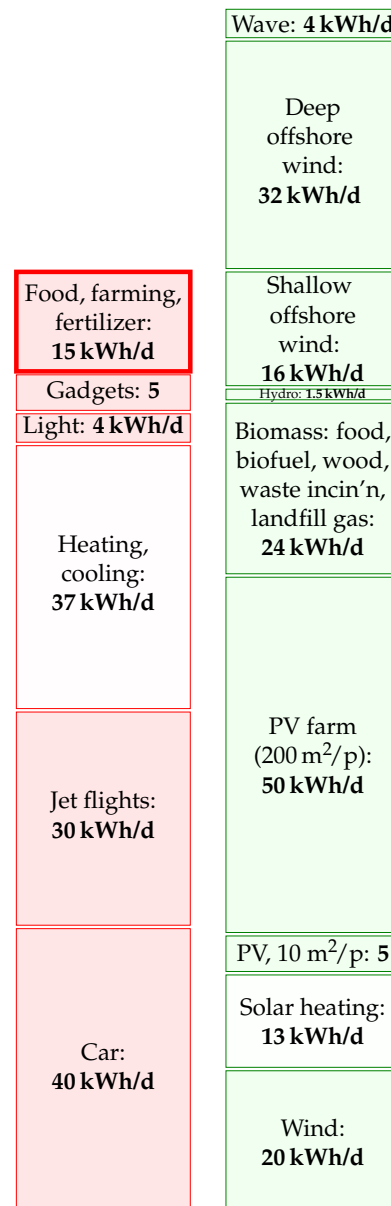 Food, farming,
fertilizer:
15 kWh/d
Gadgets: 5
Light: 4 kWh/d
Heating,
cooling:
37 kWh/d
Jet flights:
30 kWh/d
Car:
40 kWh/d
Wave: 4 kWh/d
Deep
offshore
wind:
32 kWh/d
Shallow
offshore
wind:
16 kWh/d
Hydro: 1.5 kWh/d
Biomass: food,
biofuel, wood,
waste incin'n,
landfill gas:
24 kWh/d
PV farm
(200 m²/p):
50 kWh/d
PV, 10 m²/p: 5
Solar heating:
13 kWh/d
Wind:
20 kWh/d